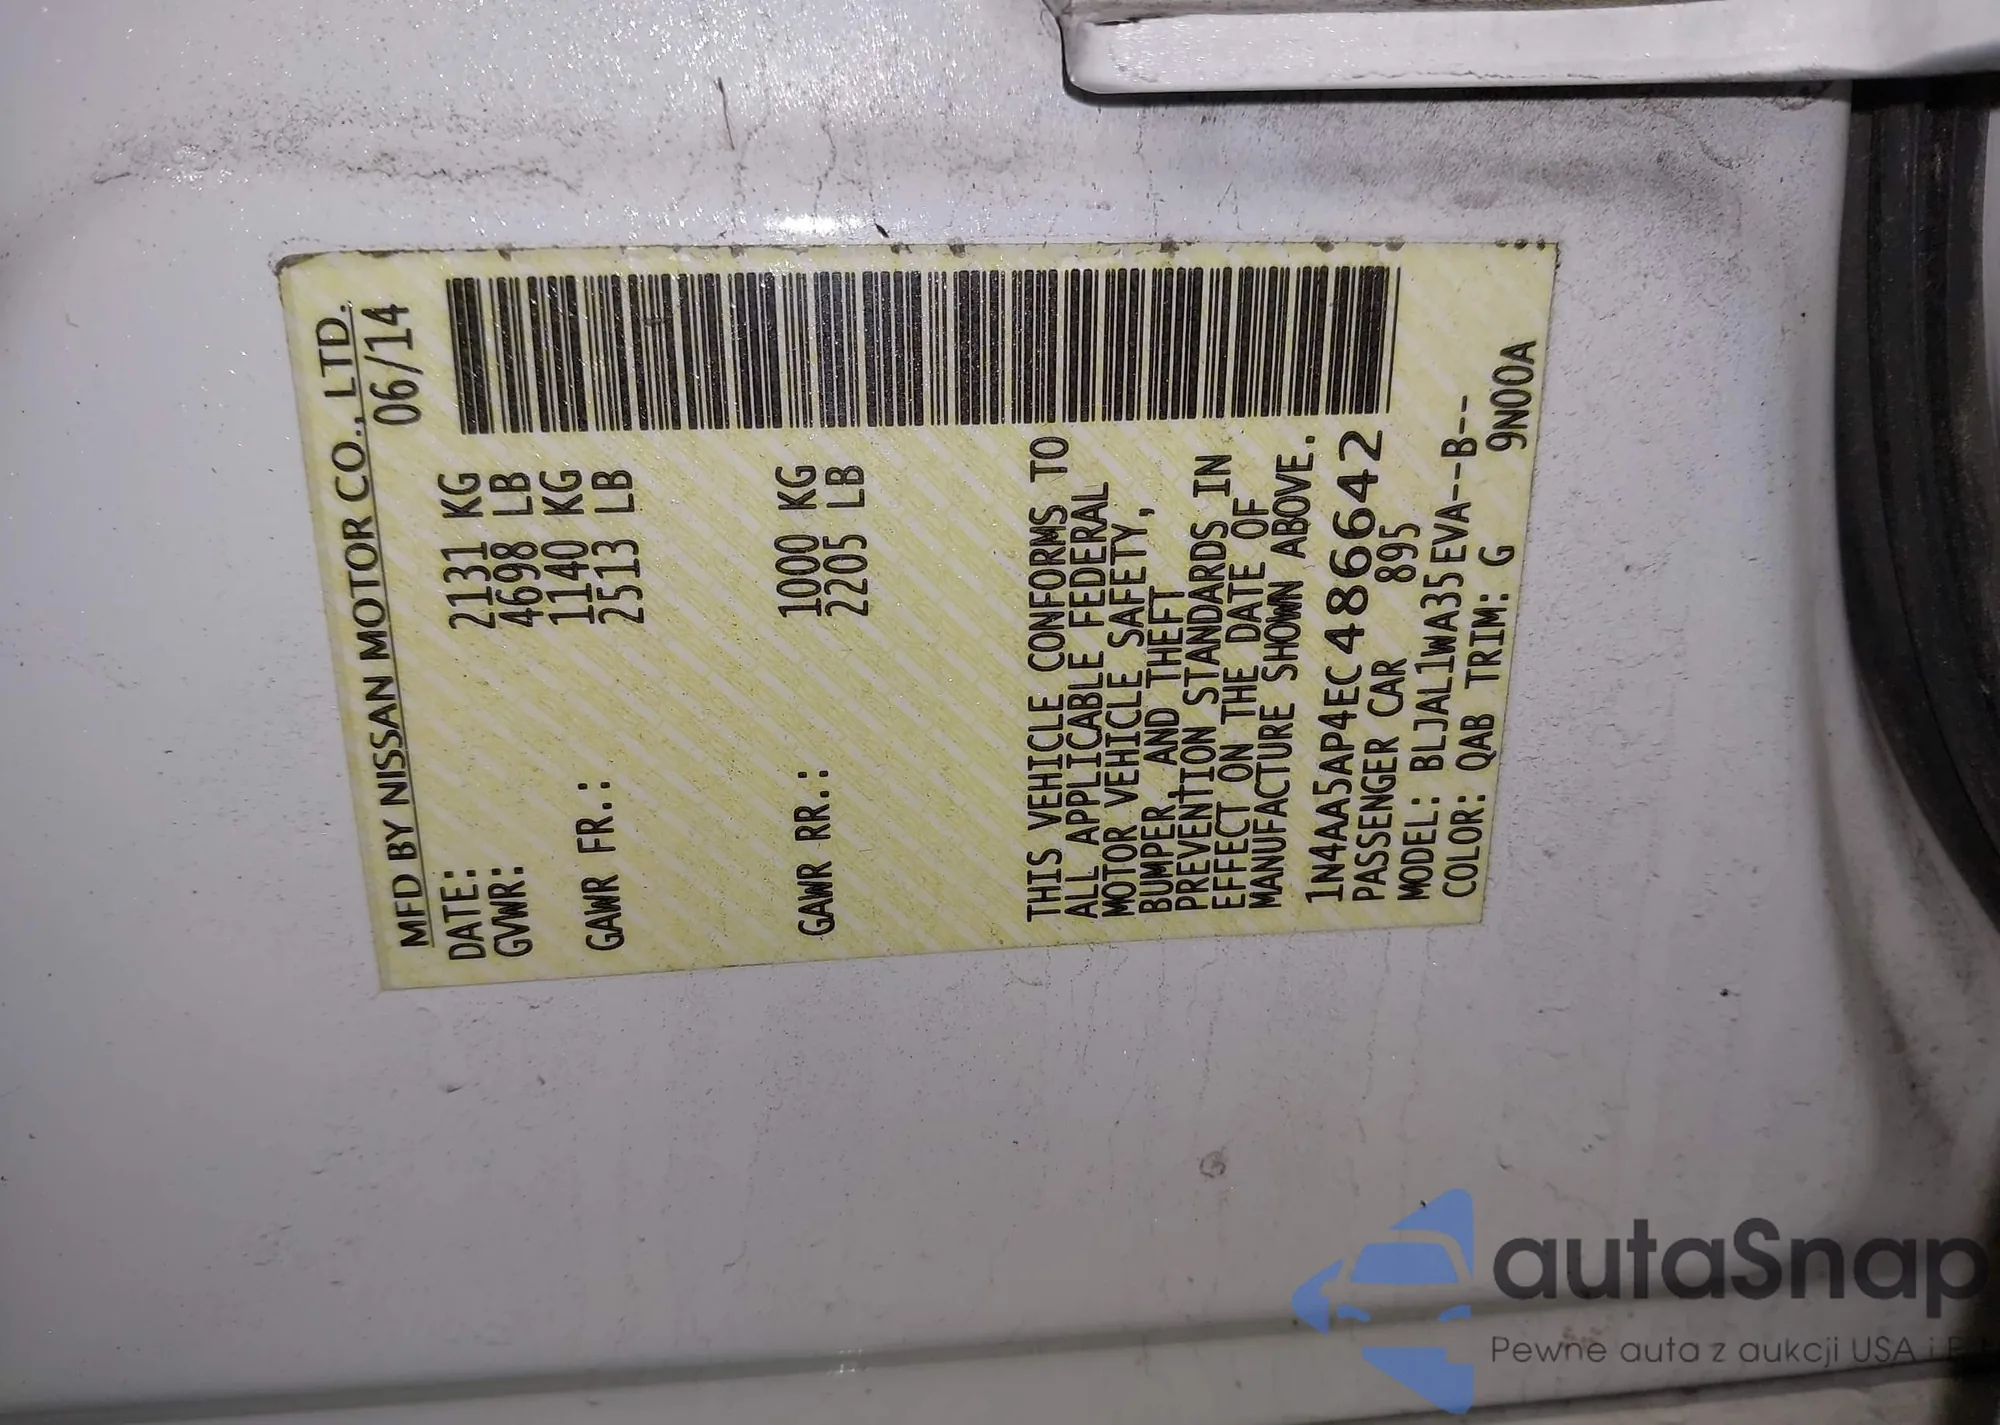 MFD BY NISSAN MOTOR CO., LTD.
DATE: 06/14
GVWR: 2131 KG
4698 LB
GAWR FR.: 1140 KG
2513 LB
GAWR RR.: 1000 KG
2205 LB
THIS VEHICLE CONFORMS TO
ALL APPLICABLE FEDERAL
MOTOR VEHICLE SAFETY,
BUMPER, AND THEFT
PREVENTION STANDARDS IN
EFFECT ON THE DATE OF
MANUFACTURE SHOWN ABOVE.
1N4AA5AP4EC486642
PASSENGER CAR 895
MODEL: BLJAL1WA35EVA--B--
COLOR: QAB TRIM: G 9N00A
autaSnap
Pewne auta z aukcji USA i